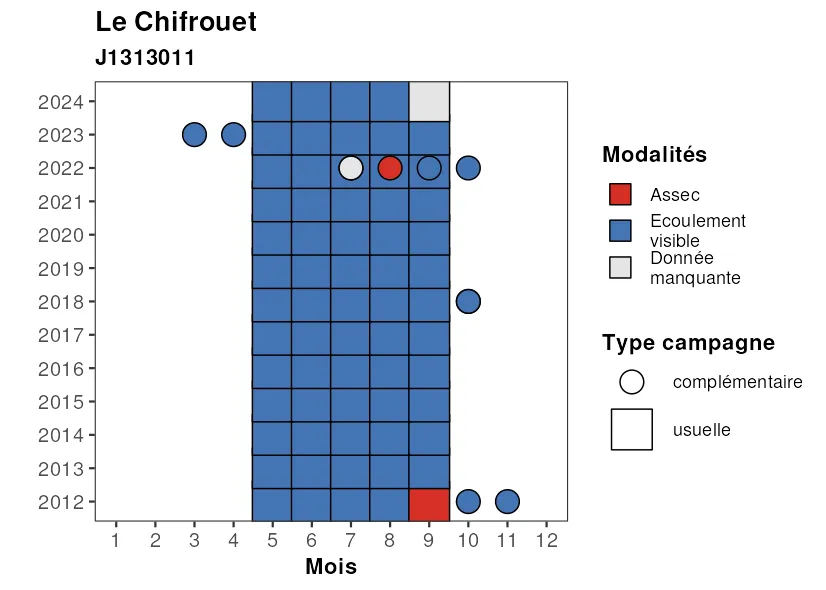 Le Chifrouet
J1313011
2024
2023
2022
2021
2020
2019
2018
2017
2016
2015
2014
2013
2012
1 2 3 4 5 6 7 8 9 10 11 12
Mois
Modalités
Assec
Ecoulement
visible
Donnée
manquante
Type campagne
complémentaire
usuelle